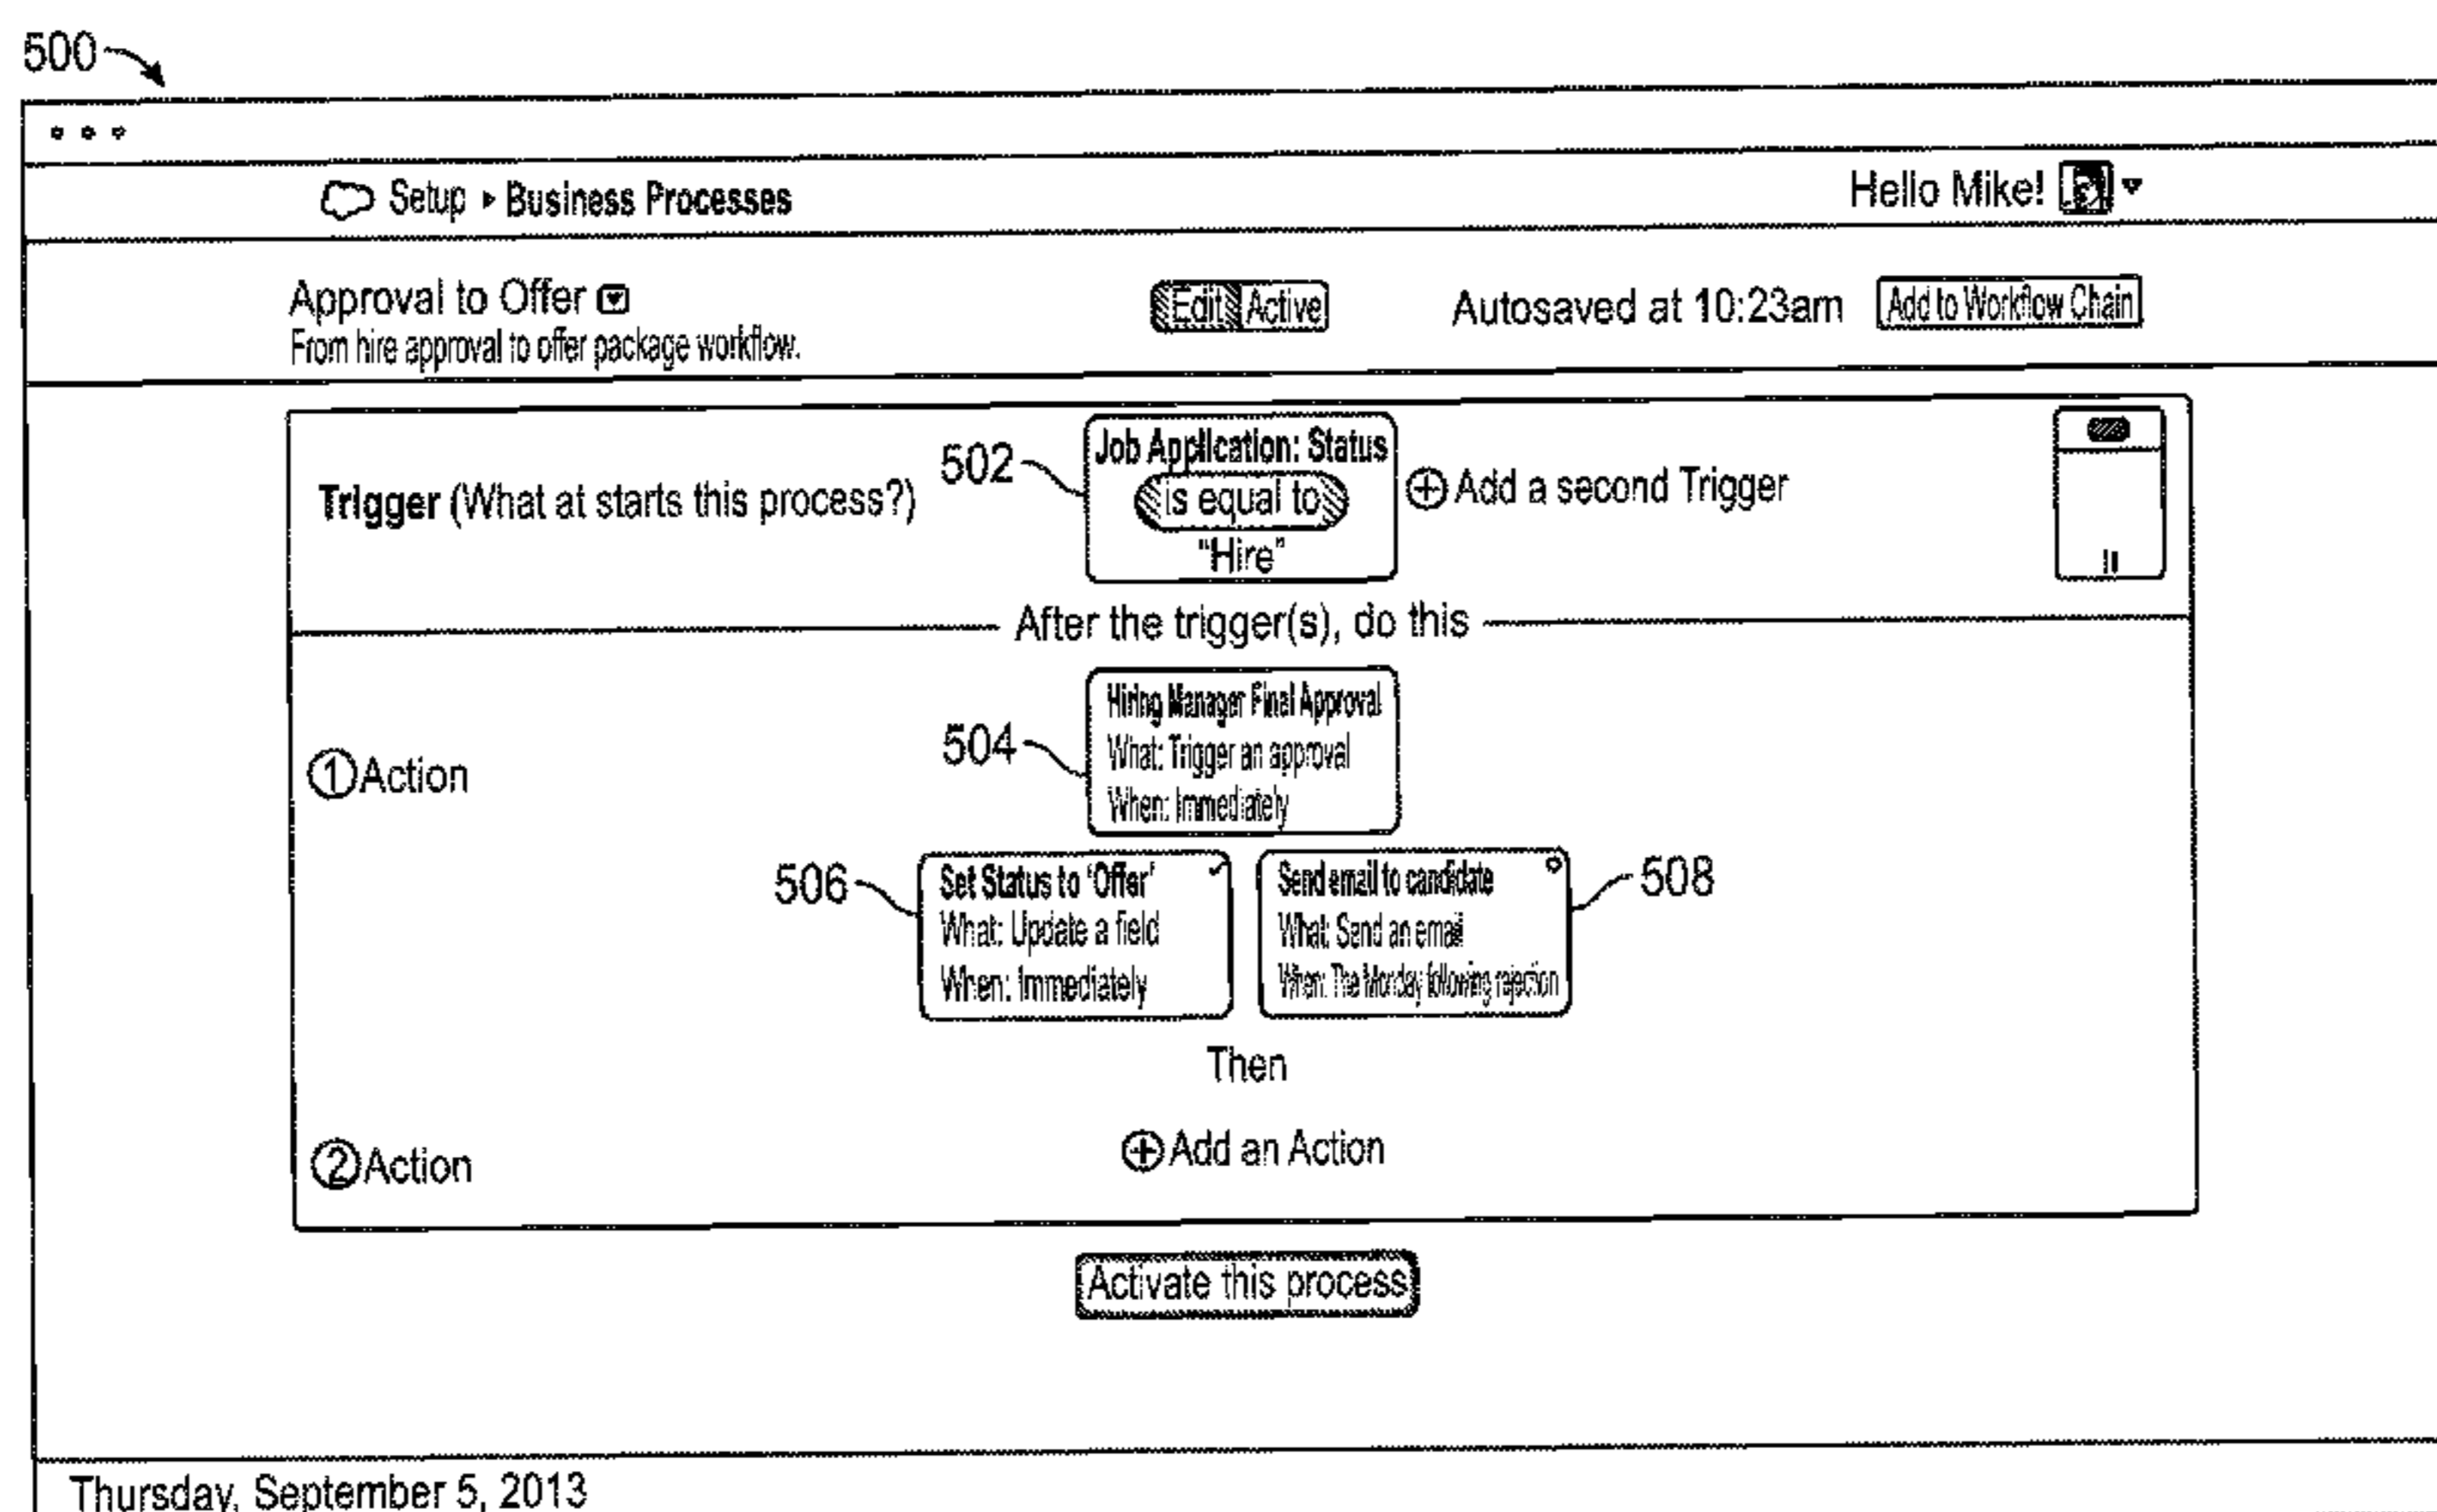 500
Setup ▸ Business Processes
Hello Mike!
Approval to Offer
From hire approval to offer package workflow.
Edit Active
Autosaved at 10:23am
Add to Workflow Chain
Trigger (What at starts this process?)
502
Job Application: Status
is equal to
"Hire"
Add a second Trigger
After the trigger(s), do this
1 Action
504
Hiring Manager Final Approval
What: Trigger an approval
When: Immediately
506
Set Status to 'Offer'
What: Update a field
When: Immediately
Send email to candidate
What: Send an email
When: The Monday following rejection
508
Then
2 Action
Add an Action
Activate this process
Thursday, September 5, 2013